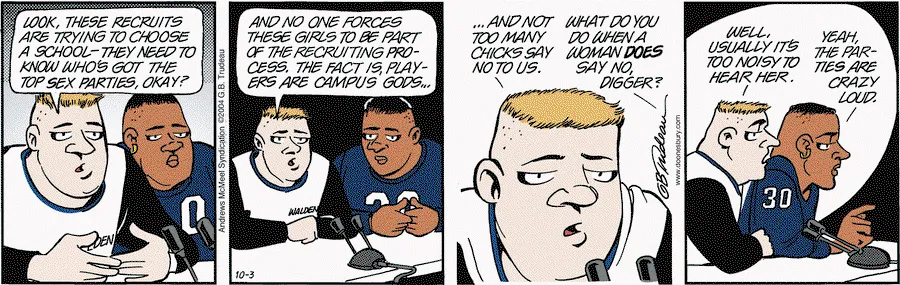 LOOK, THESE RECRUITS
ARE TRYING TO CHOOSE
A SCHOOL—THEY NEED TO
KNOW WHO'S GOT THE
TOP SEX PARTIES, OKAY?
LDEN
0
Andrews McMeel Syndication ©2004 G.B. Trudeau
AND NO ONE FORCES
THESE GIRLS TO BE PART
OF THE RECRUITING PRO-
CESS. THE FACT IS, PLAY-
ERS ARE CAMPUS GODS...
WALDEN
10-3
...AND NOT
TOO MANY
CHICKS SAY
NO TO US.
WHAT DO YOU
DO WHEN A
WOMAN DOES
SAY NO,
DIGGER?
GBTrudeau
www.doonesbury.com
WELL,
USUALLY IT'S
TOO NOISY TO
HEAR HER.
YEAH,
THE PAR-
TIES ARE
CRAZY
LOUD.
30